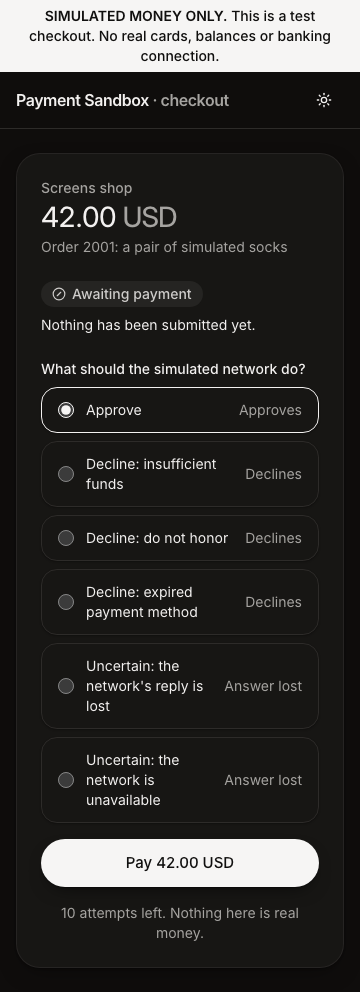 SIMULATED MONEY ONLY. This is a test
checkout. No real cards, balances or banking
connection.
Payment Sandbox · checkout
Screens shop
42.00 USD
Order 2001: a pair of simulated socks
Awaiting payment
Nothing has been submitted yet.
What should the simulated network do?
Approve Approves
Decline: insufficient
funds Declines
Decline: do not honor Declines
Decline: expired
payment method Declines
Uncertain: the
network's reply is
lost Answer lost
Uncertain: the
network is
unavailable Answer lost
Pay 42.00 USD
10 attempts left. Nothing here is real
money.